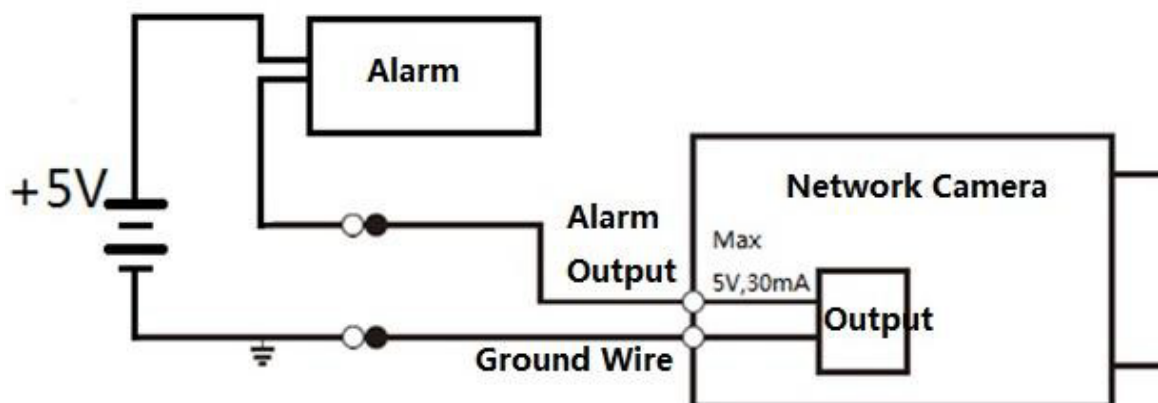 Alarm
+5V
Network Camera
Alarm
Output
Max
5V,30mA
Output
Ground Wire